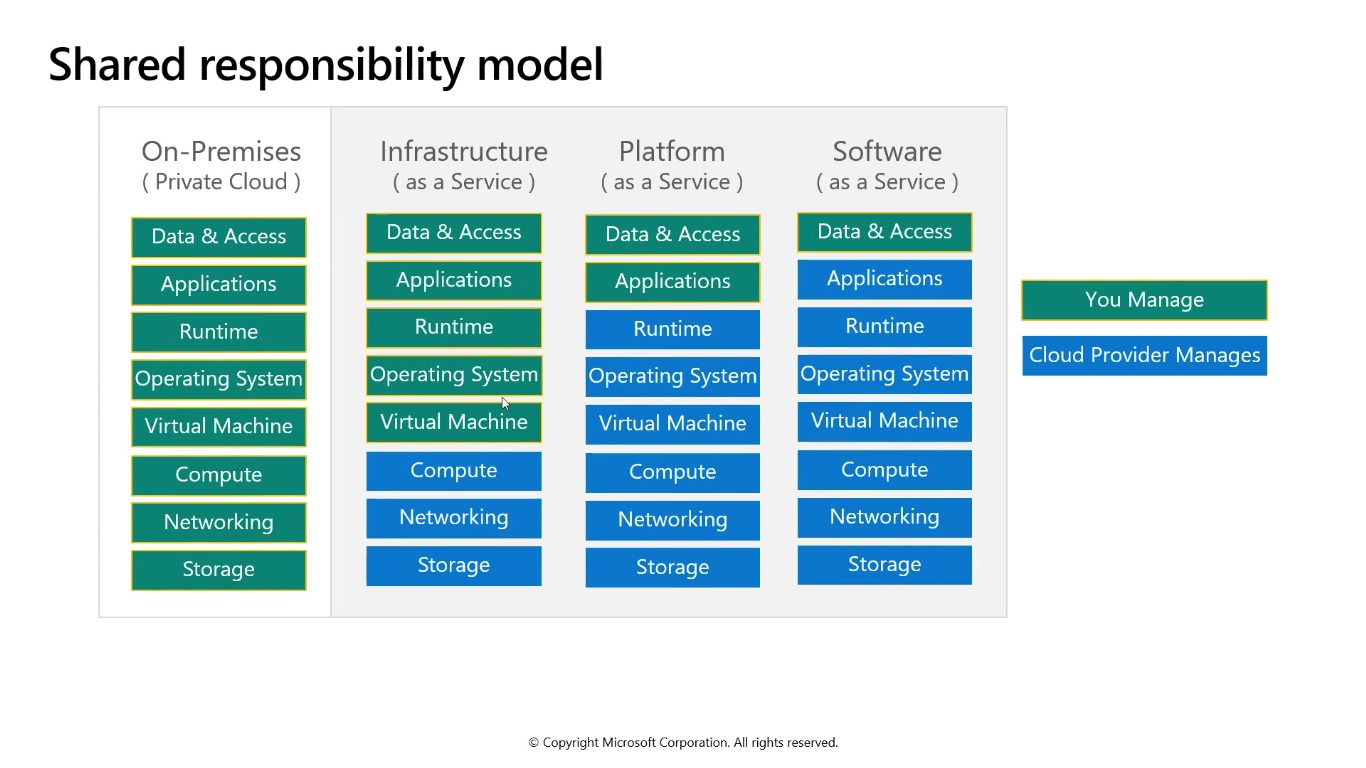 Shared responsibility model
On-Premises
( Private Cloud )
Data & Access
Applications
Runtime
Operating System
Virtual Machine
Compute
Networking
Storage
Infrastructure
( as a Service )
Data & Access
Applications
Runtime
Operating System
Virtual Machine
Compute
Networking
Storage
Platform
( as a Service )
Data & Access
Applications
Runtime
Operating System
Virtual Machine
Compute
Networking
Storage
Software
( as a Service )
Data & Access
Applications
Runtime
Operating System
Virtual Machine
Compute
Networking
Storage
You Manage
Cloud Provider Manages
© Copyright Microsoft Corporation. All rights reserved.